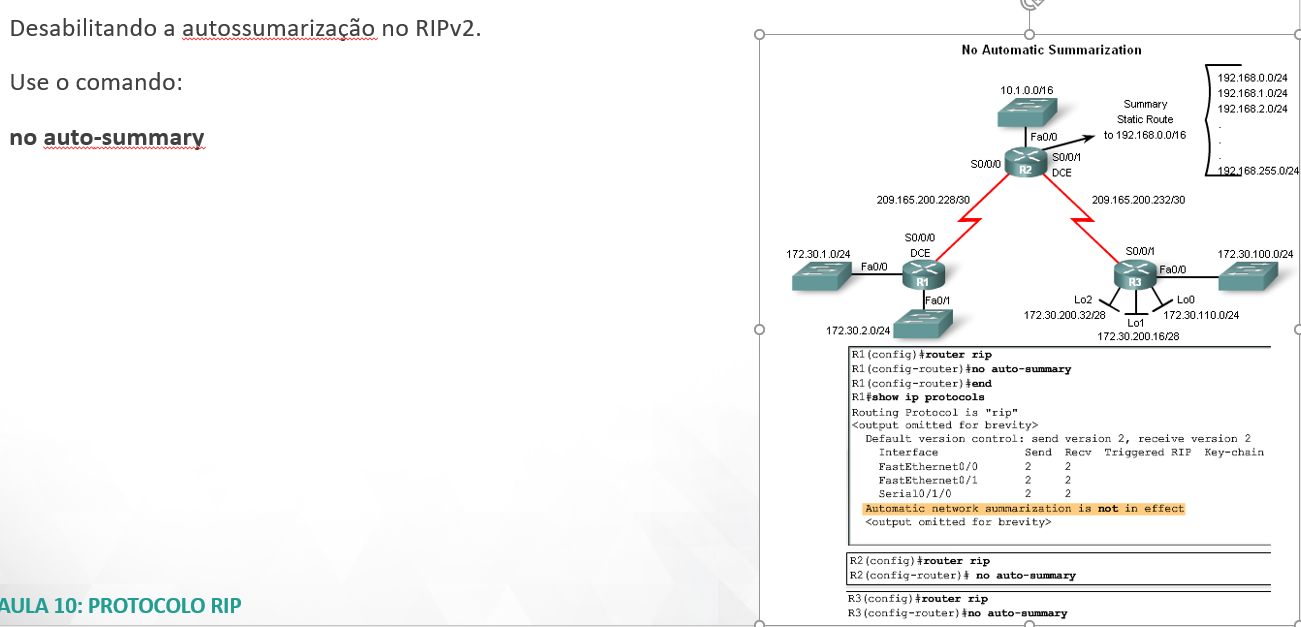 Desabilitando a autossumarização no RIPv2.
Use o comando:
no auto-summary
No Automatic Summarization
10.1.0.0/16
Fa0/0
S0/0/0
R2
S0/0/1
DCE
Summary
Static Route
to 192.168.0.0/16
192.168.0.0/24
192.168.1.0/24
192.168.2.0/24
.
.
.
192.168.255.0/24
209.165.200.228/30
209.165.200.232/30
S0/0/0
DCE
172.30.1.0/24
Fa0/0
R1
Fa0/1
172.30.2.0/24
S0/0/1
172.30.100.0/24
Fa0/0
R3
Lo2
Lo0
172.30.200.32/28
172.30.110.0/24
Lo1
172.30.200.16/28
R1(config)#router rip
R1(config-router)#no auto-summary
R1(config-router)#end
R1#show ip protocols
Routing Protocol is "rip"
<output omitted for brevity>
Default version control: send version 2, receive version 2
Interface Send Recv Triggered RIP Key-chain
FastEthernet0/0 2 2
FastEthernet0/1 2 2
Serial0/1/0 2 2
Automatic network summarization is not in effect
<output omitted for brevity>
R2(config)#router rip
R2(config-router)# no auto-summary
R3(config)#router rip
R3(config-router)#no auto-summary
AULA 10: PROTOCOLO RIP